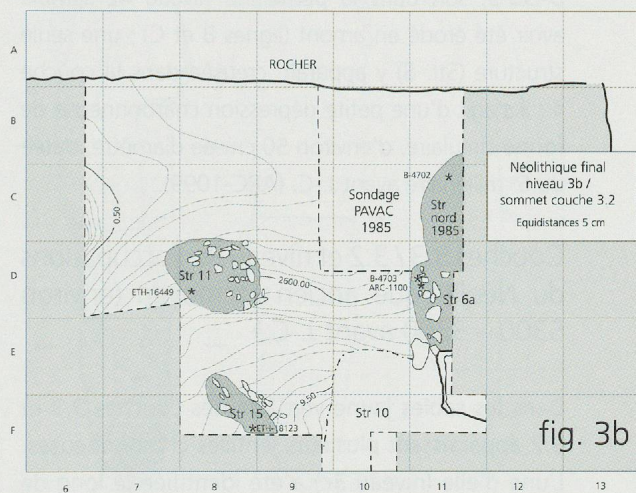 A
ROCHER
B
B-4702
C
0.50
Sondage
PAVAC
1985
Str
nord
1985
Néolithique final
niveau 3b /
sommet couche 3.2
Equidistances 5 cm
D
Str 11
ETH-16449
2600.00
B-4703
ARC-1100
Str 6a
E
9.50
Str 15
ETH-18123
Str 10
F
fig. 3b
6 7 8 9 10 11 12 13